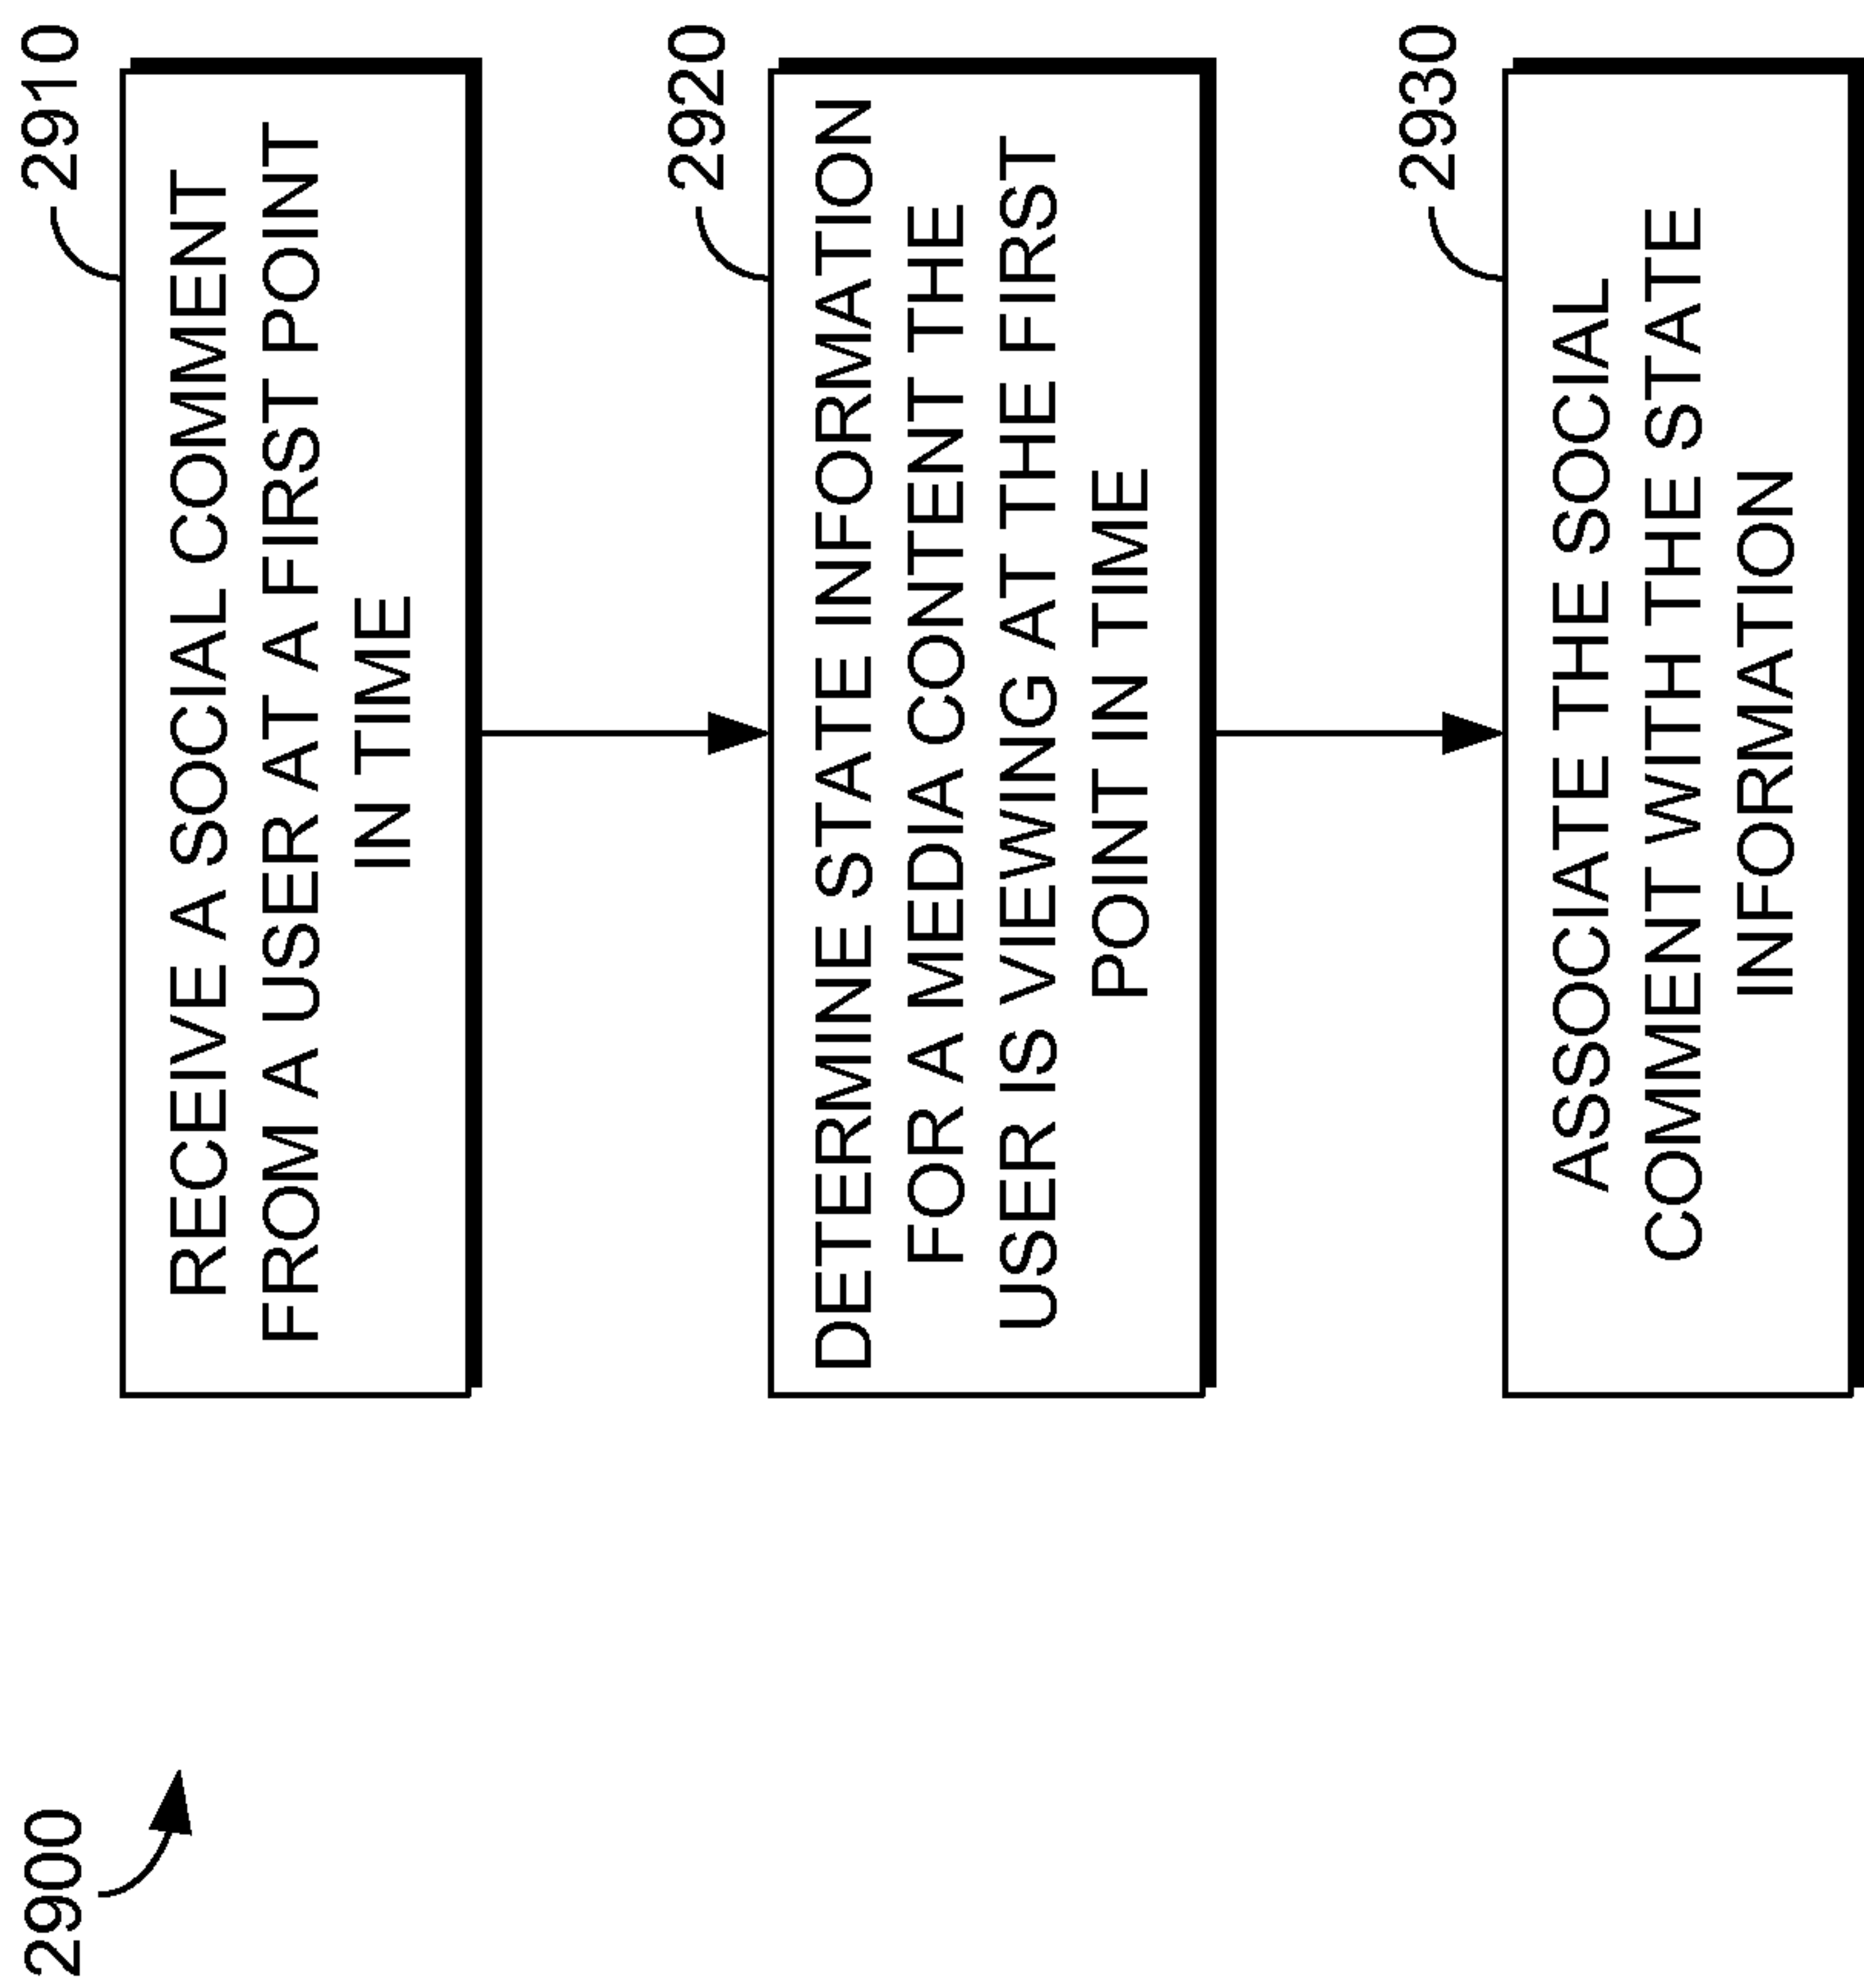 2900
2910
RECEIVE A SOCIAL COMMENT
FROM A USER AT A FIRST POINT
IN TIME
2920
DETERMINE STATE INFORMATION
FOR A MEDIA CONTENT THE
USER IS VIEWING AT THE FIRST
POINT IN TIME
2930
ASSOCIATE THE SOCIAL
COMMENT WITH THE STATE
INFORMATION